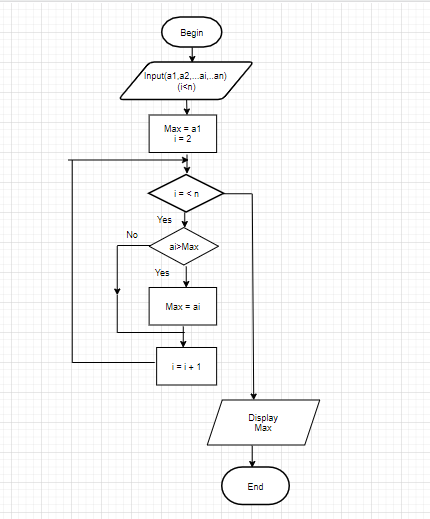 Begin
Input(a1,a2,...ai,..an)
(i<n)
Max = a1
i = 2
i = < n
Yes
No
ai>Max
Yes
Max = ai
i = i + 1
Display
Max
End